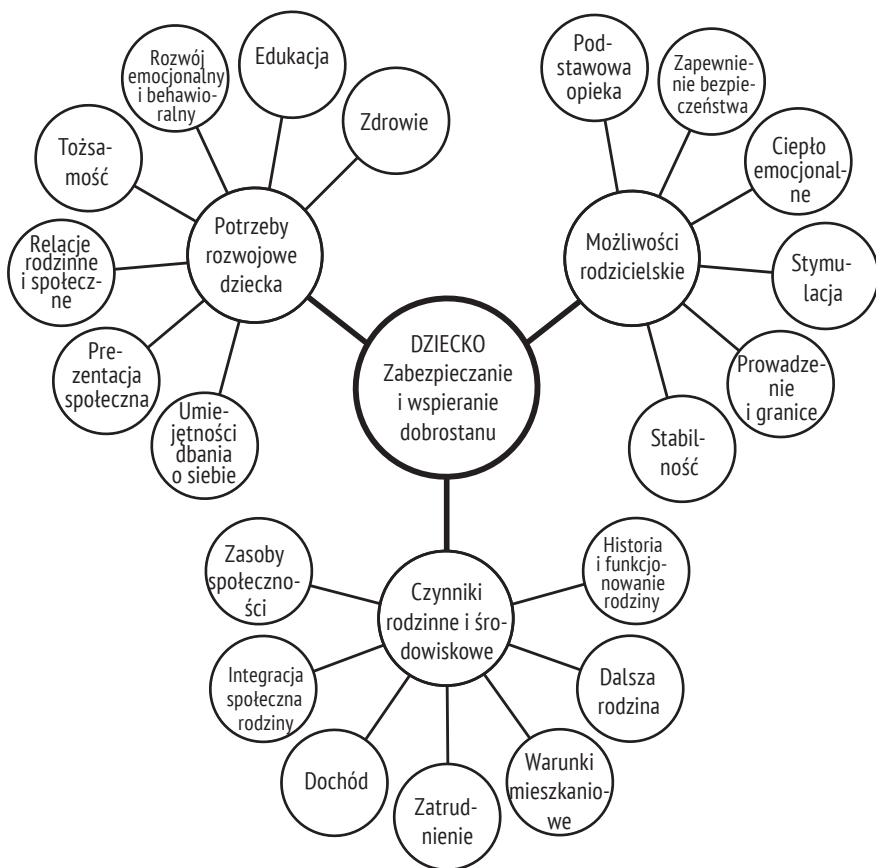 Rozwój
emocjonalny
i behawio-
ralny
Edukacja
Zdrowie
Tożsa-
mość
Relacje
rodzinne
i społecz-
ne
Pre-
zentacja
społeczna
Umie-
jętności
dbania
o siebie
Potrzeby
rozwojowe
dziecka
Pod-
stawowa
opieka
Zapewnie-
nie bezpie-
czeństwa
Ciepło
emocjonal-
ne
Stymu-
lacja
Prowadze-
nie
i granice
Stabil-
ność
Możliwości
rodzicielskie
DZIECKO
Zabezpieczanie
i wspieranie
dobrostanu
Zasoby
społeczno-
ści
Integracja
społeczna
rodziny
Dochód
Zatrud-
nienie
Warunki
mieszkanio-
we
Dalsza
rodzina
Historia
i funkcjo-
nowanie
rodziny
Czynniki
rodzinne i śro-
dowiskowe